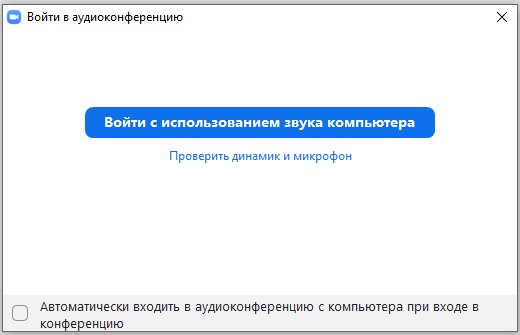 Войти в аудиоконференцию
Войти с использованием звука компьютера
Проверить динамик и микрофон
Автоматически входить в аудиоконференцию с компьютера при входе в
конференцию